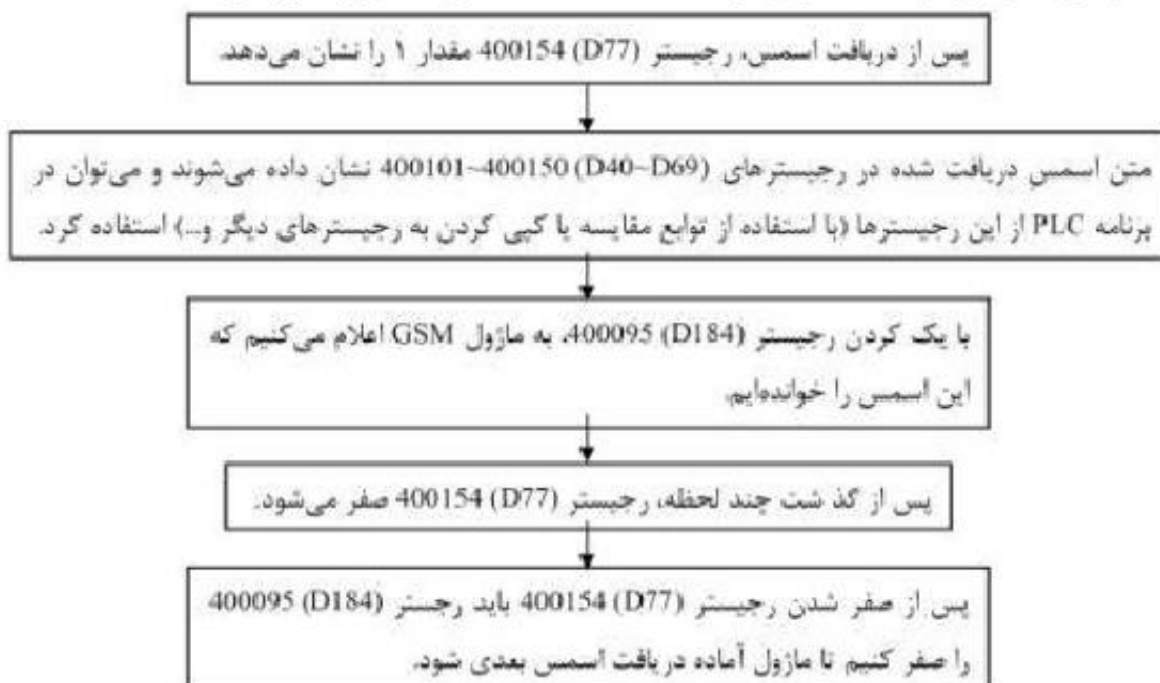 پس از دریافت اسمس، رجیستر 400154 (D77) مقدار ۱ را نشان می‌دهد.
متن اسمس دریافت شده در رجیسترهای 400101~400150 (D40~D69) نشان داده می‌شوند و می‌توان در
برنامه PLC از این رجیسترها (با استفاده از توابع مقایسه یا کپی کردن به رجیسترهای دیگر و...) استفاده کرد.
با یک کردن رجیستر 400095 (D184)، به ماژول GSM اعلام می‌کنیم که
این اسمس را خوانده‌ایم.
پس از گذ شت چند لحظه، رجیستر 400154 (D77) صفر می‌شود.
پس از صفر شدن رجیستر 400154 (D77) باید رجستر 400095 (D184)
را صفر کنیم تا ماژول آماده دریافت اسمس بعدی شود.